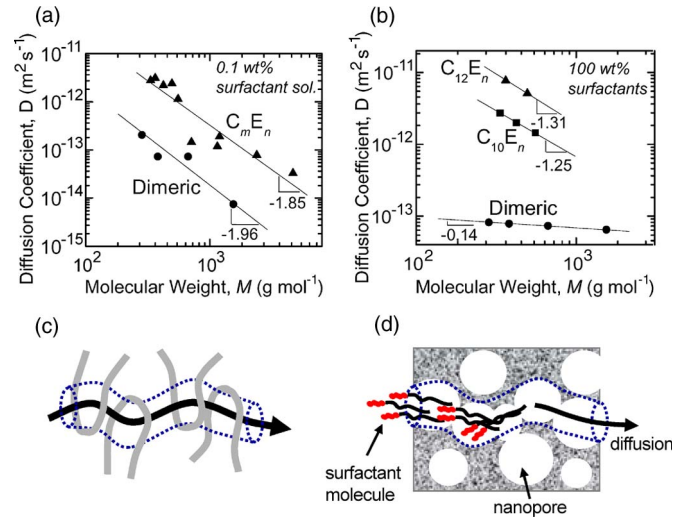 (a)
10⁻¹¹
10⁻¹²
10⁻¹³
10⁻¹⁴
10⁻¹⁵
Diffusion Coefficient, D (m² s⁻¹)
0.1 wt%
surfactant sol.
CₘEₙ
Dimeric
-1.85
-1.96
10²
10³
Molecular Weight, M (g mol⁻¹)
(b)
10⁻¹¹
10⁻¹²
10⁻¹³
Diffusion Coefficient, D (m² s⁻¹)
100 wt%
surfactants
C₁₂Eₙ
-1.31
C₁₀Eₙ
-1.25
Dimeric
-0.14
10²
10³
Molecular Weight, M (g mol⁻¹)
(c)
(d)
diffusion
surfactant
molecule
nanopore